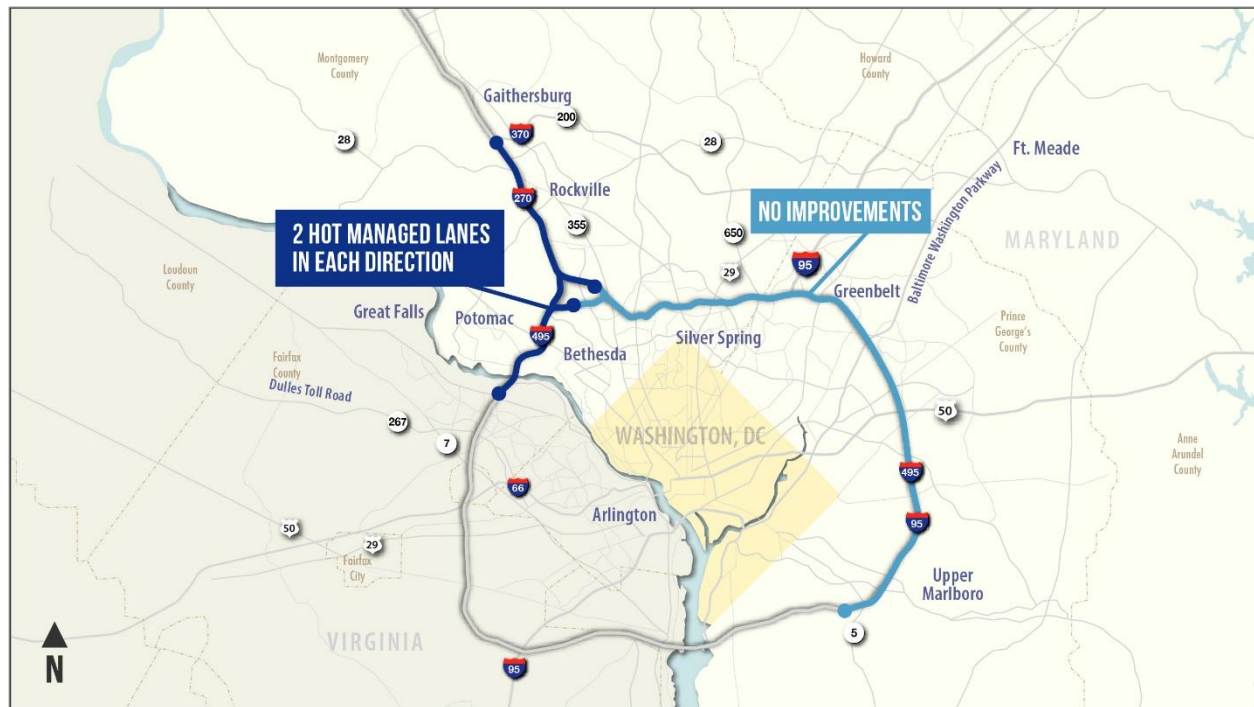 Montgomery
County
Howard
County
Gaithersburg
200
370
28
28
Ft. Meade
Rockville
270
NO IMPROVEMENTS
355
650
2 HOT MANAGED LANES
IN EACH DIRECTION
29
95
MARYLAND
Baltimore Washington Parkway
Loudoun
County
Great Falls
Potomac
Greenbelt
495
Silver Spring
Prince
George's
County
Bethesda
Fairfax
County
Dulles Toll Road
267
7
50
WASHINGTON, DC
Anne
Arundel
County
495
66
Arlington
95
50
29
Fairfax
City
Upper
Marlboro
5
VIRGINIA
95
N